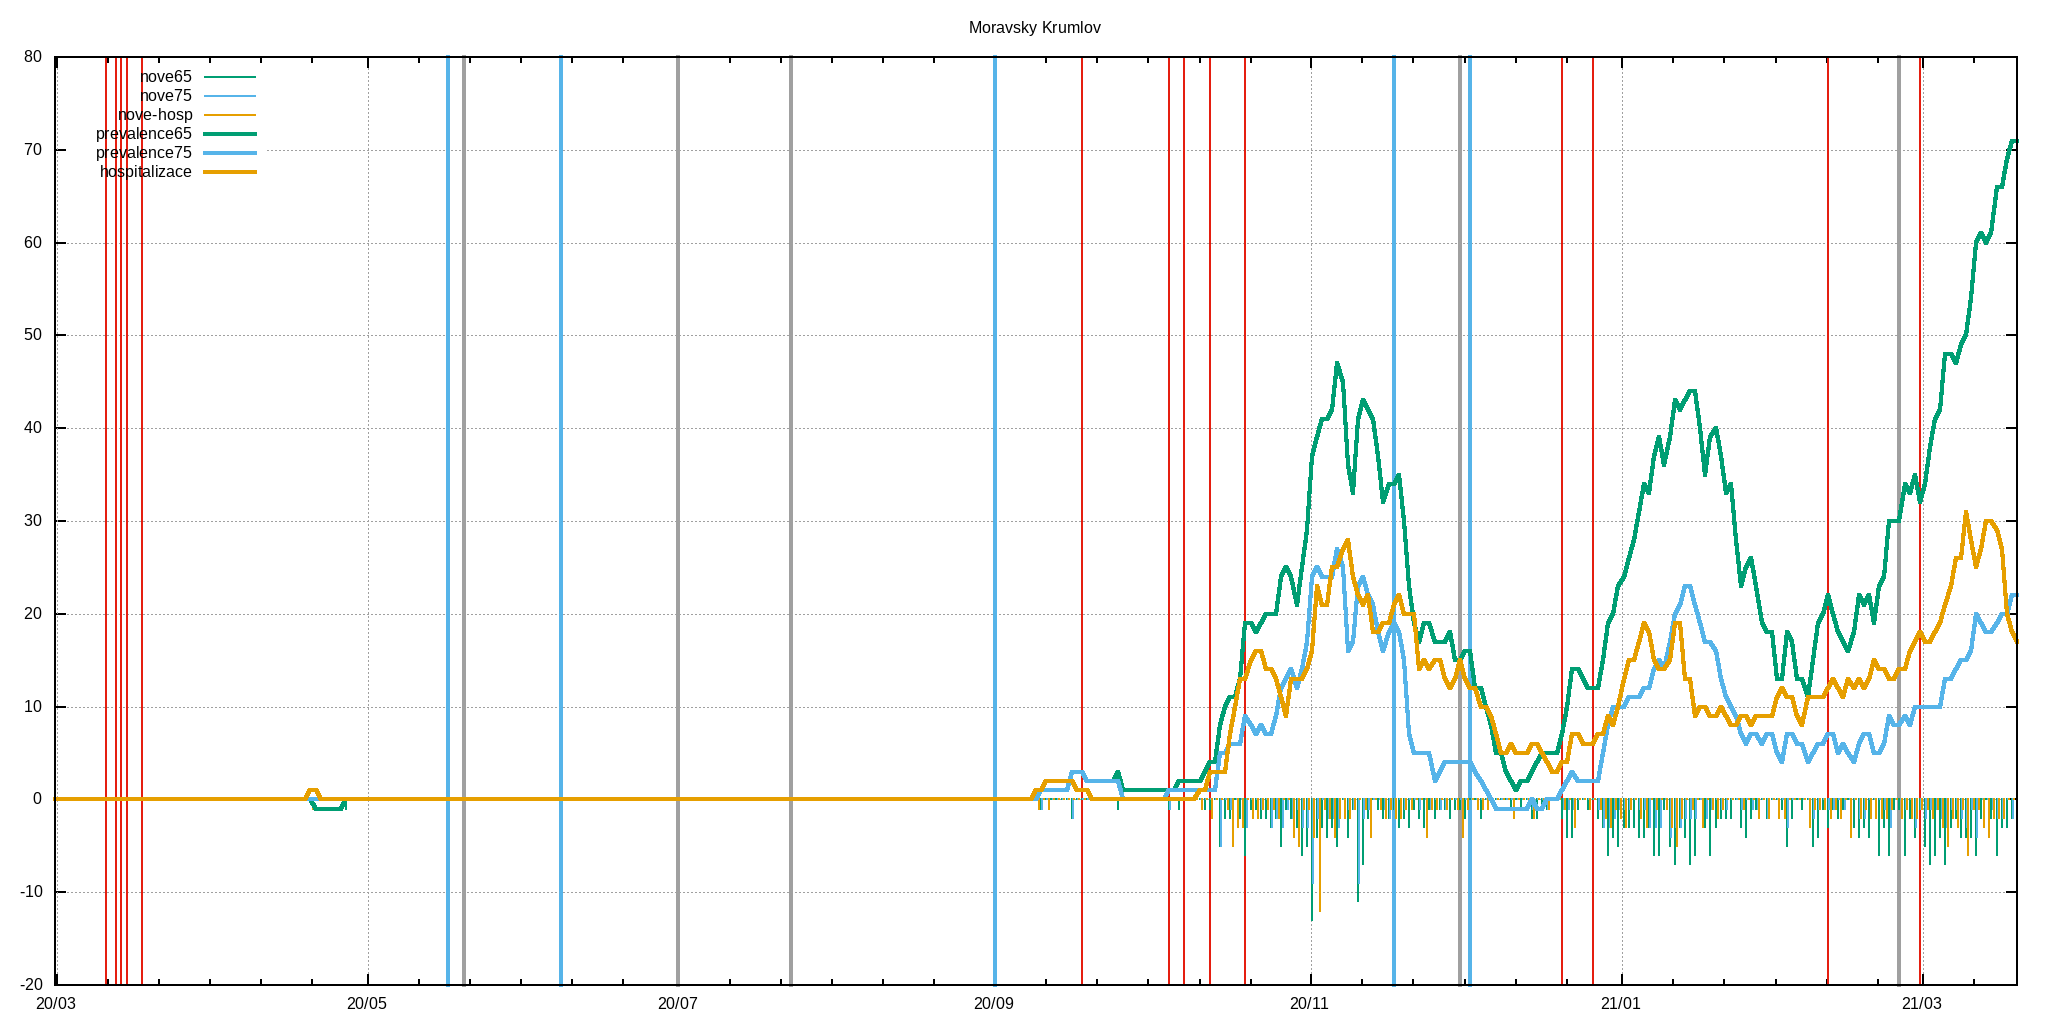 Moravsky Krumlov
80
70
60
50
40
30
20
10
0
-10
-20
nove65
nove75
nove-hosp
prevalence65
prevalence75
hospitalizace
20/03 20/05 20/07 20/09 20/11 21/01 21/03